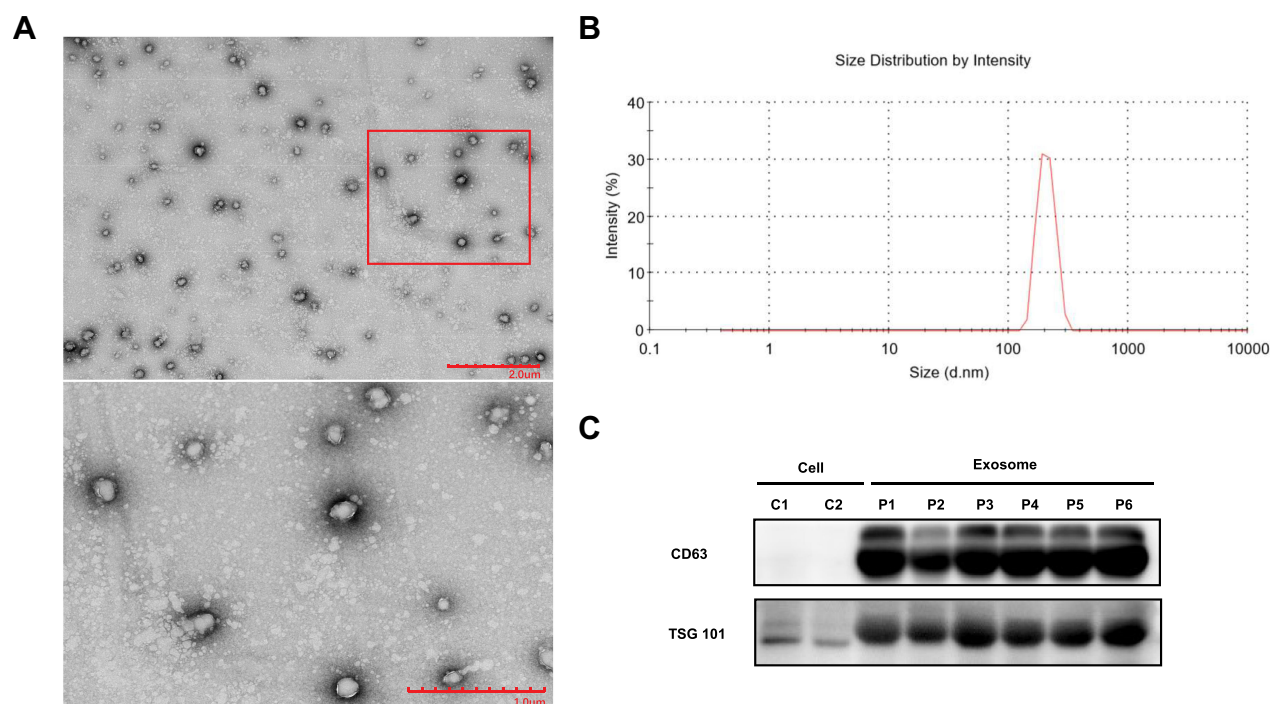 A
2.0um
1.0um
B
Size Distribution by Intensity
Intensity (%)
40
30
20
10
0
0.1 1 10 100 1000 10000
Size (d.nm)
C
Cell Exosome
C1 C2 P1 P2 P3 P4 P5 P6
CD63
TSG 101